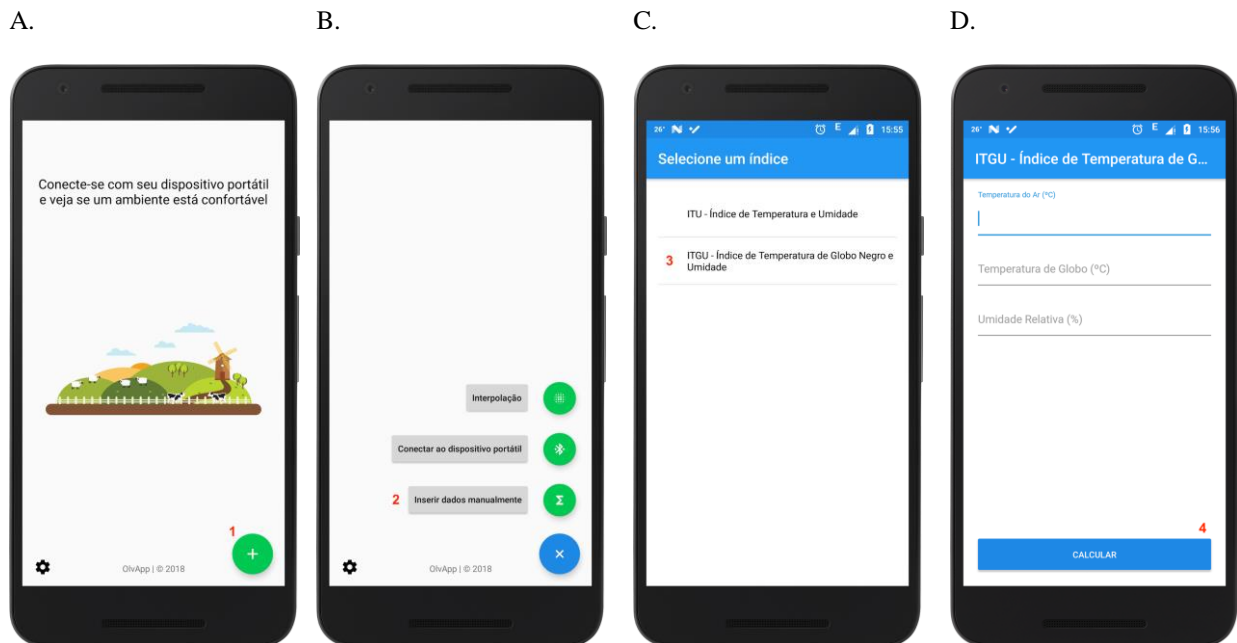 A.
B.
C.
D.
Conecte-se com seu dispositivo portátil
e veja se um ambiente está confortável
1
+
OlvApp | © 2018
Interpolação
Conectar ao dispositivo portátil
2 Inserir dados manualmente
Σ
×
OlvApp | © 2018
26° 15:55
E
Selecione um índice
ITU - Índice de Temperatura e Umidade
3 ITGU - Índice de Temperatura de Globo Negro e
Umidade
26° 15:56
E
ITGU - Índice de Temperatura de G...
Temperatura do Ar (ºC)
Temperatura de Globo (ºC)
Umidade Relativa (%)
4
CALCULAR